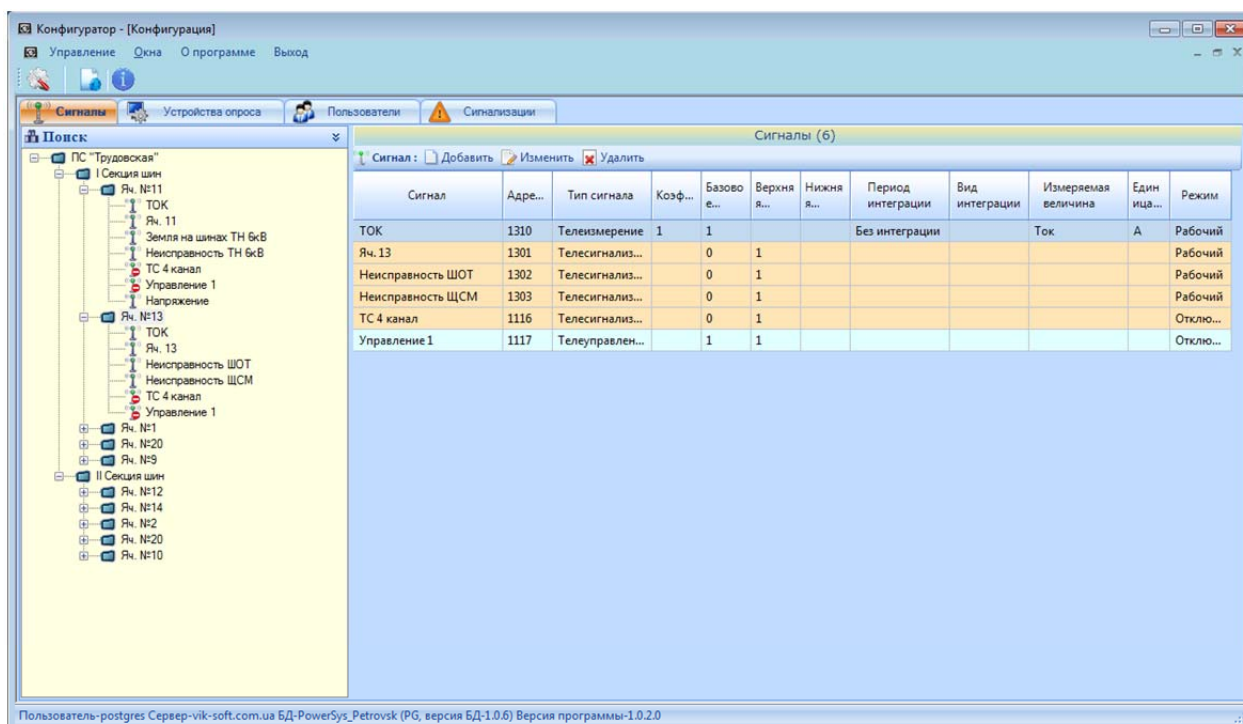 Конфигуратор - [Конфигурация]
Управление Окна О программе Выход
Сигналы Устройства опроса Пользователи Сигнализации
Поиск
Сигналы (6)
ПС "Трудовская"
I Секция шин
Яч. №11
ТОК
Яч. 11
Земля на шинах ТН 6кВ
Неисправность ТН 6кВ
ТС 4 канал
Управление 1
Напряжение
Яч. №13
ТОК
Яч. 13
Неисправность ШОТ
Неисправность ЩСМ
ТС 4 канал
Управление 1
Яч. №1
Яч. №20
Яч. №9
II Секция шин
Яч. №12
Яч. №14
Яч. №2
Яч. №20
Яч. №10
Сигнал : Добавить Изменить Удалить
Сигнал Адре... Тип сигнала Коэф... Базово е... Верхня я... Нижня я... Период интеграции Вид интеграции Измеряемая величина Един ица... Режим
ТОК 1310 Телеизмерение 1 1 Без интеграции Ток А Рабочий
Яч. 13 1301 Телесигнализ... 0 1 Рабочий
Неисправность ШОТ 1302 Телесигнализ... 0 1 Рабочий
Неисправность ЩСМ 1303 Телесигнализ... 0 1 Рабочий
ТС 4 канал 1116 Телесигнализ... 0 1 Отклю...
Управление 1 1117 Телеуправлен... 1 1 Отклю...
Пользователь-postgres Сервер-vik-soft.com.ua БД-PowerSys_Petrovsk (PG, версия БД-1.0.6) Версия программы-1.0.2.0